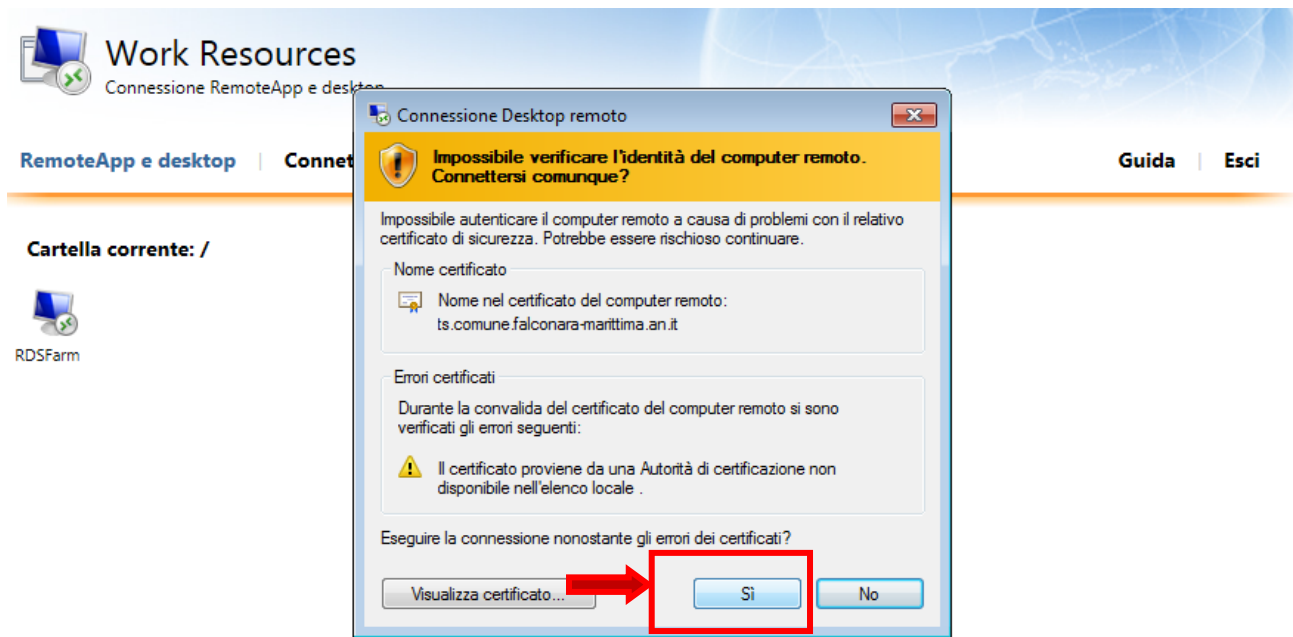 Work Resources
Connessione RemoteApp e desktop
Connessione Desktop remoto
RemoteApp e desktop | Connet
Guida | Esci
Impossibile verificare l'identità del computer remoto.
Connettersi comunque?
Impossibile autenticare il computer remoto a causa di problemi con il relativo
certificato di sicurezza. Potrebbe essere rischioso continuare.
Cartella corrente: /
RDSFarm
Nome certificato
Nome nel certificato del computer remoto:
ts.comune.falconara-marittima.an.it
Errori certificati
Durante la convalida del certificato del computer remoto si sono
verificati gli errori seguenti:
Il certificato proviene da una Autorità di certificazione non
disponibile nell'elenco locale .
Eseguire la connessione nonostante gli errori dei certificati?
Visualizza certificato...
Sì
No